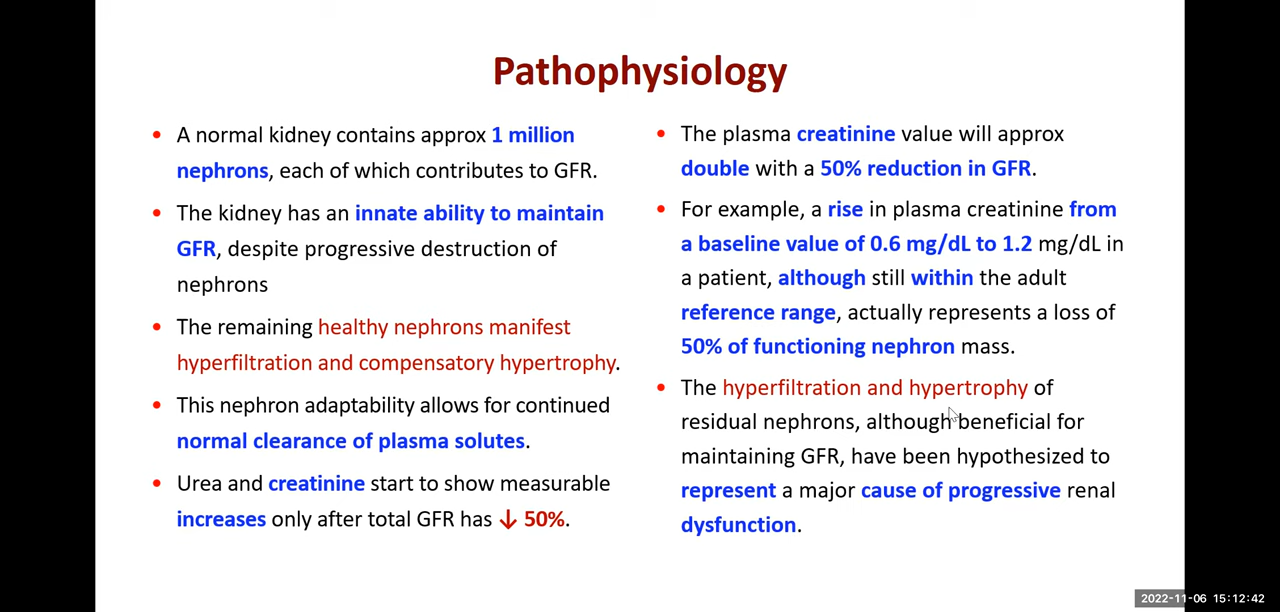 Pathophysiology
• A normal kidney contains approx 1 million
nephrons, each of which contributes to GFR.
• The kidney has an innate ability to maintain
GFR, despite progressive destruction of
nephrons
• The remaining healthy nephrons manifest
hyperfiltration and compensatory hypertrophy.
• This nephron adaptability allows for continued
normal clearance of plasma solutes.
• Urea and creatinine start to show measurable
increases only after total GFR has ↓ 50%.
• The plasma creatinine value will approx
double with a 50% reduction in GFR.
• For example, a rise in plasma creatinine from
a baseline value of 0.6 mg/dL to 1.2 mg/dL in
a patient, although still within the adult
reference range, actually represents a loss of
50% of functioning nephron mass.
• The hyperfiltration and hypertrophy of
residual nephrons, although beneficial for
maintaining GFR, have been hypothesized to
represent a major cause of progressive renal
dysfunction.
2022-11-06 15:12:42